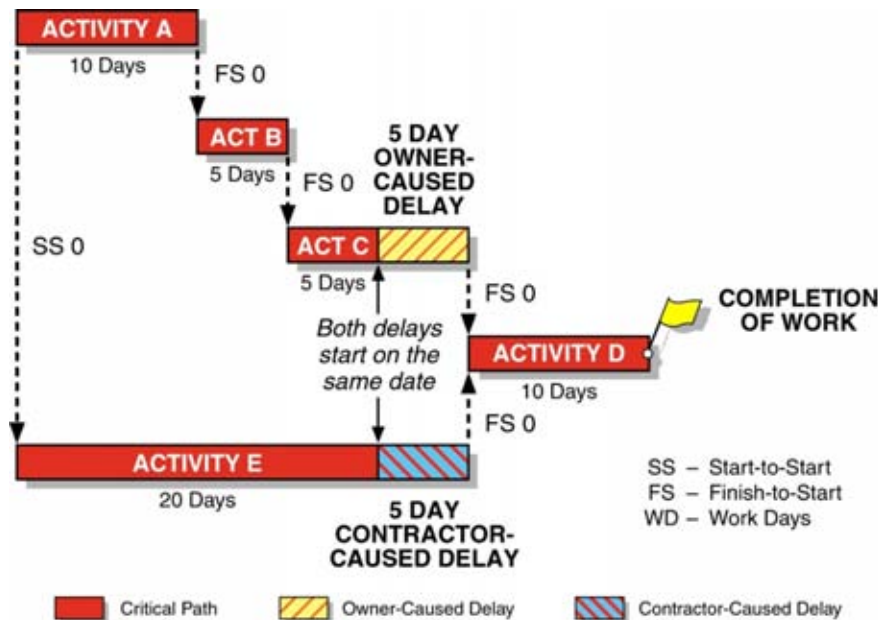 ACTIVITY A
10 Days
FS 0
ACT B
5 Days
5 DAY
OWNER-
CAUSED
DELAY
FS 0
SS 0
ACT C
5 Days
FS 0
Both delays
start on the
same date
COMPLETION
OF WORK
ACTIVITY D
10 Days
FS 0
ACTIVITY E
20 Days
5 DAY
CONTRACTOR-
CAUSED DELAY
SS – Start-to-Start
FS – Finish-to-Start
WD – Work Days
Critical Path
Owner-Caused Delay
Contractor-Caused Delay